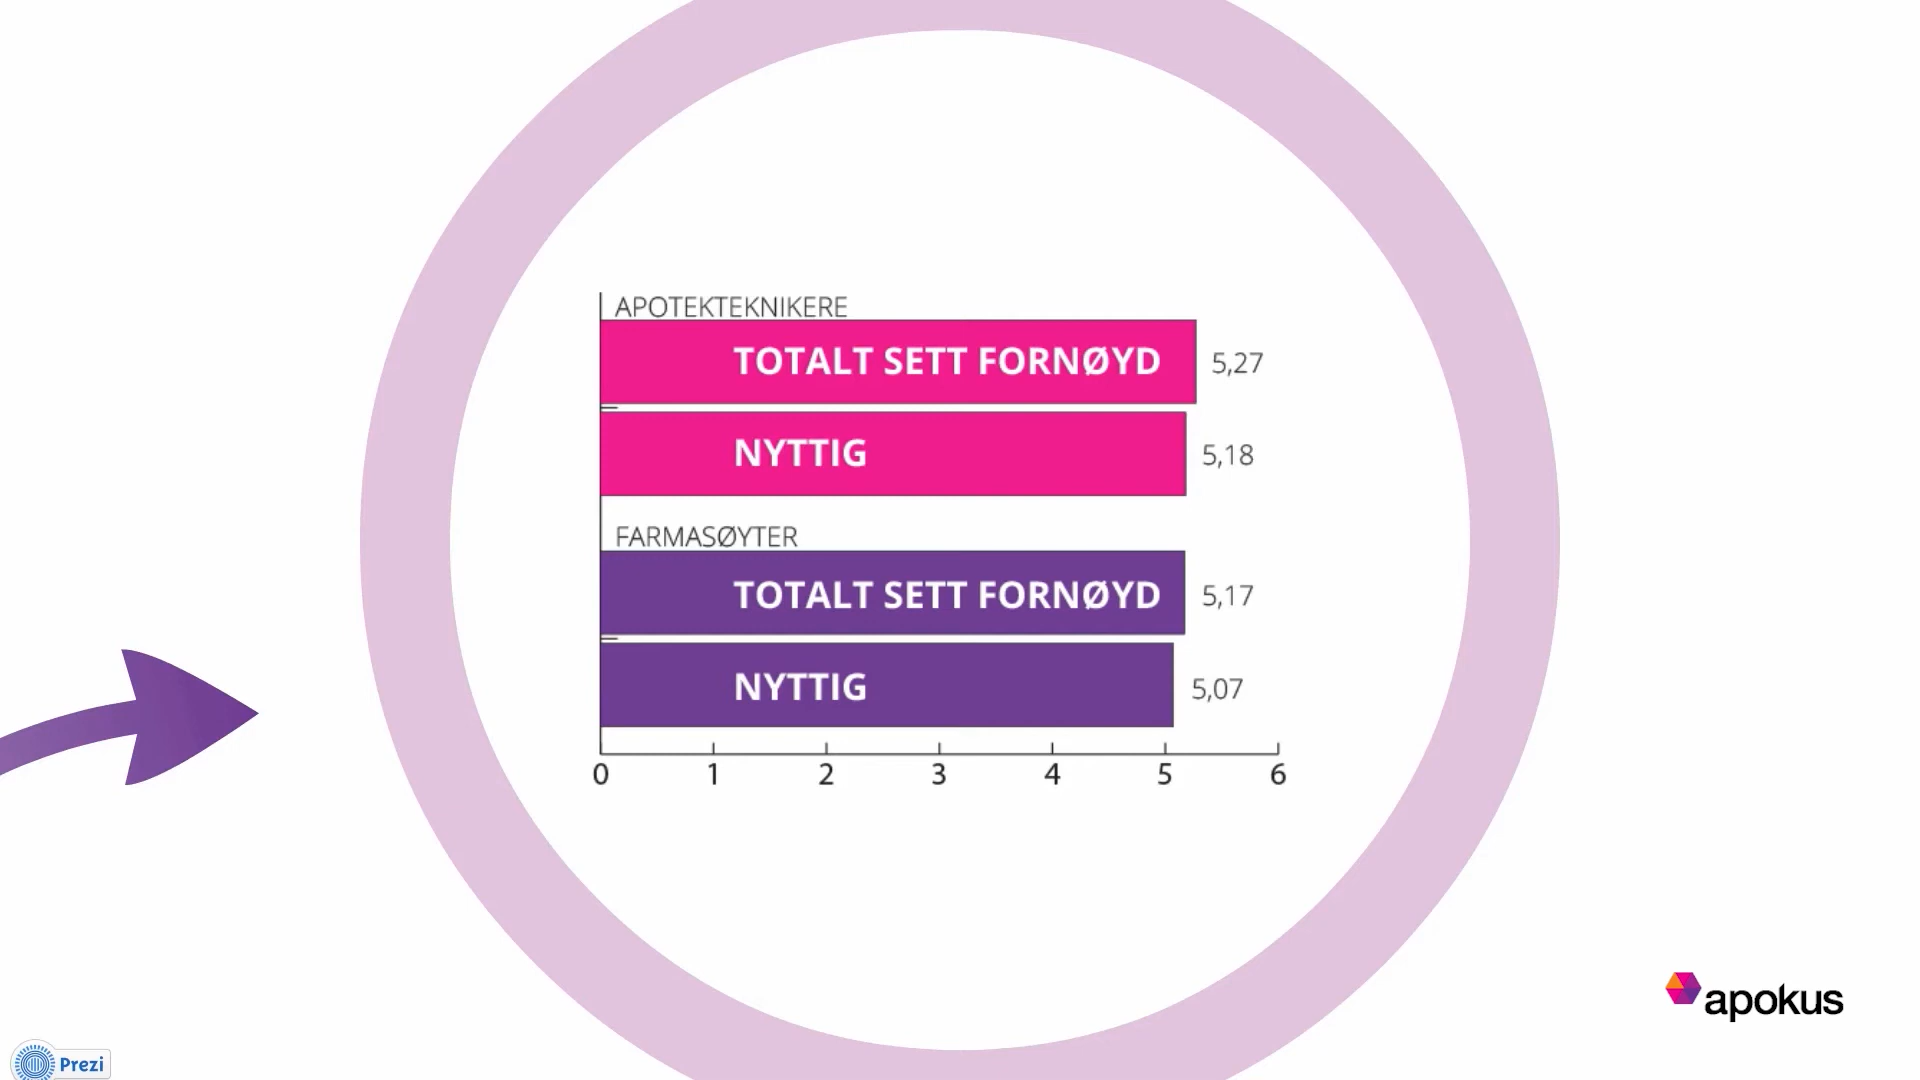 APOTEKTEKNIKERE
TOTALT SETT FORNØYD 5,27
NYTTIG 5,18
FARMASØYTER
TOTALT SETT FORNØYD 5,17
NYTTIG 5,07
0 1 2 3 4 5 6
apokus
Prezi